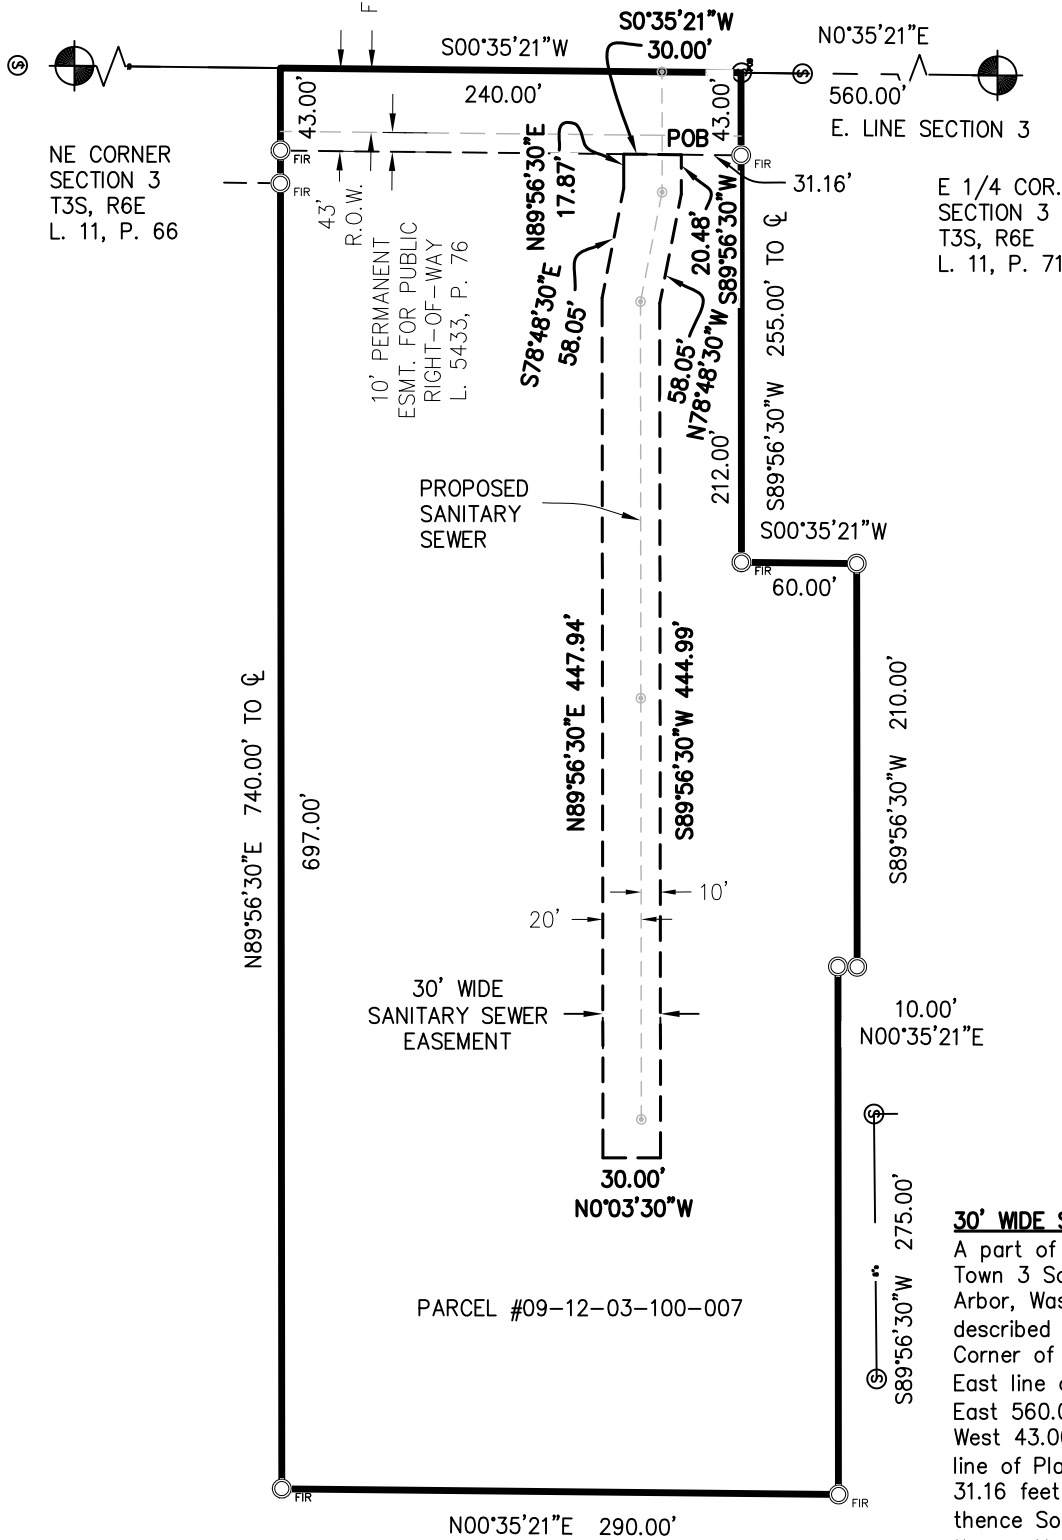 F
S0°35'21"W
30.00'
S00°35'21"W
N0°35'21"E
S
S
240.00'
560.00'
E. LINE SECTION 3
43.00'
43.00'
NE CORNER
SECTION 3
T3S, R6E
L. 11, P. 66
FIR
FIR
43'
R.O.W.
10' PERMANENT
ESMT. FOR PUBLIC
RIGHT-OF-WAY
L. 5433, P. 76
N89°56'30"E
17.87'
POB
FIR
31.16'
E 1/4 COR.
SECTION 3
T3S, R6E
L. 11, P. 71
S89°56'30"W
20.48'
S78°48'30"E
58.05'
58.05'
N78°48'30"W
212.00'
S89°56'30"W 255.00' TO ℄
PROPOSED
SANITARY
SEWER
S00°35'21"W
FIR
60.00'
N89°56'30"E 447.94'
S89°56'30"W 444.99'
S89°56'30"W 210.00'
N89°56'30"E 740.00' TO ℄
697.00'
10'
20'
30' WIDE
SANITARY SEWER
EASEMENT
10.00'
N00°35'21"E
S
30.00'
N0°03'30"W
S89°56'30"W 275.00'
S
PARCEL #09-12-03-100-007
30' WIDE S
A part of
Town 3 So
Arbor, Was
described
Corner of
East line o
East 560.0
West 43.00
line of Pla
31.16 feet
thence So
FIR
FIR
N00°35'21"E 290.00'